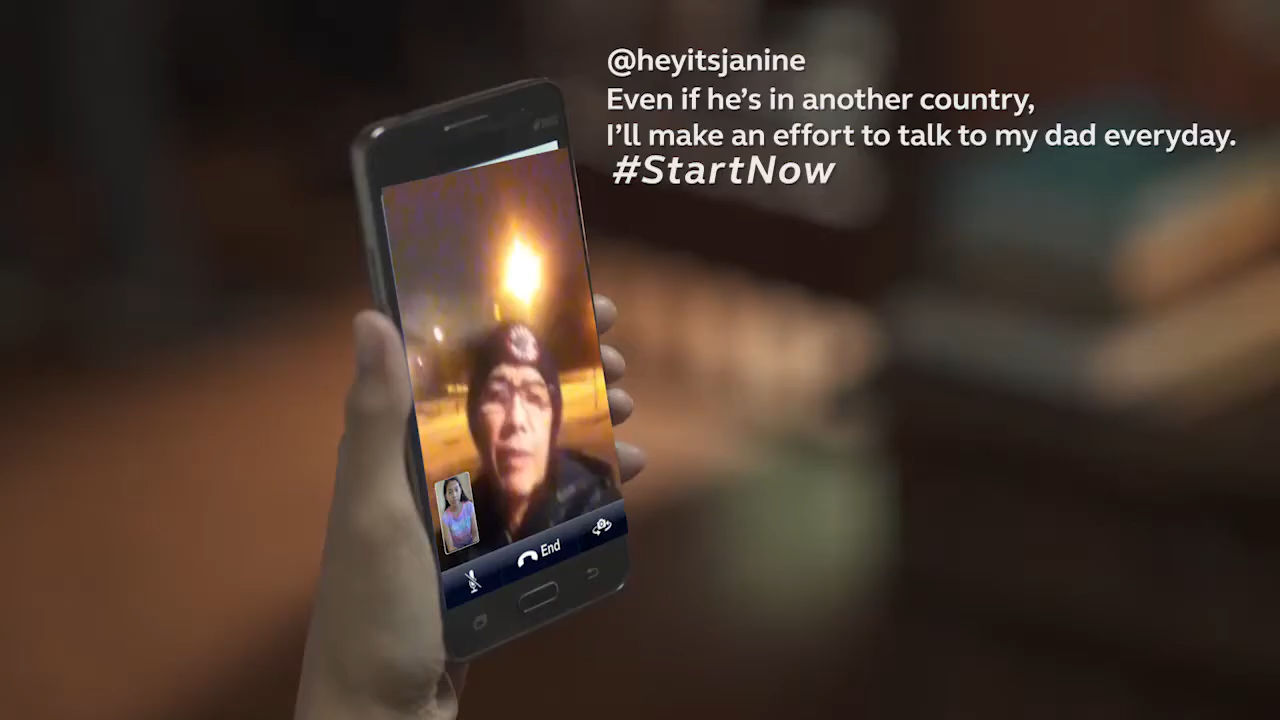 @heyitsjanine
Even if he's in another country,
I'll make an effort to talk to my dad everyday.
#StartNow
End